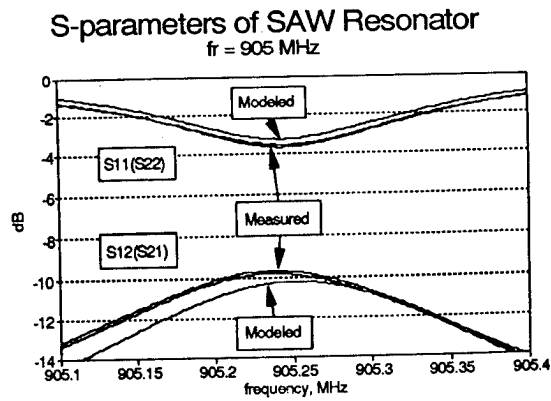 S-parameters of SAW Resonator
fr = 905 MHz
0
-2
-4
-6
-8
-10
-12
-14
dB
Modeled
S11(S22)
Measured
S12(S21)
Modeled
905.1
905.15
905.2
905.25
905.3
905.35
905.4
frequency, MHz